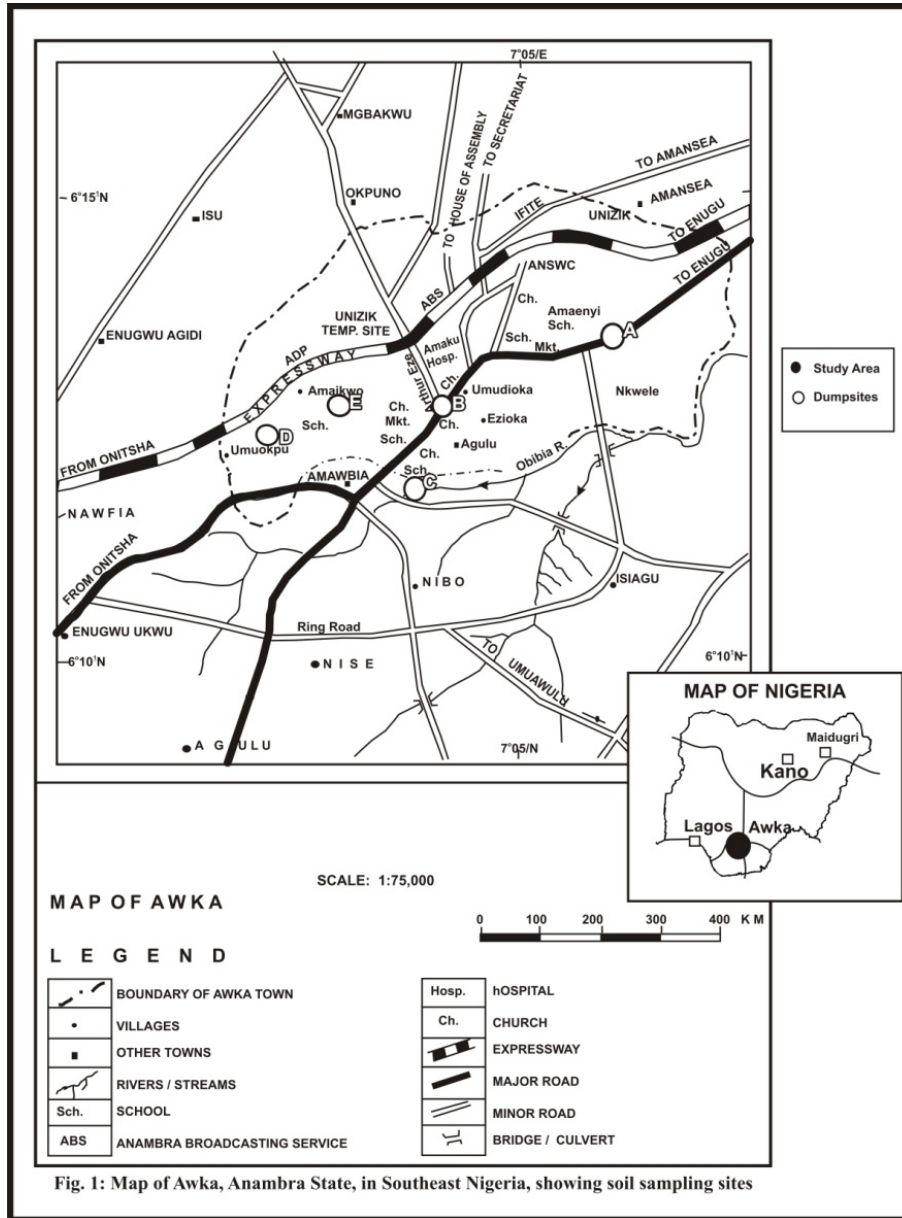 7°05/E
MGBAKWU
TO HOUSE OF ASSEMBLY
TO SECRETARIAT
TO AMANSEA
6°15'N
OKPUNO
ISU
IFITE
UNIZIK
AMANSEA
TO ENUGU
TO ENUGU
ANSWC
ABS
Ch.
UNIZIK
TEMP. SITE
Amaenyi
Sch.
A
ENUGWU AGIDI
ADP
EXPRESSWAY
Amaku
Hosp.
Sch.
Mkt.
Arthur Eze
Ch.
Umudioka
Nkwele
Amaikwo
E
Ch.
B
Sch.
Mkt.
Ch.
Ezioka
D
Sch.
Agulu
FROM ONITSHA
Umuokpu
Ch.
Obibia R.
AMAWBIA
Sch.
C
NAWFIA
FROM ONITSHA
NIBO
ISIAGU
ENUGWU UKWU
Ring Road
6°10'N
NISE
TO UMUAWULU
6°10'N
AGULU
7°05/N
Study Area
Dumpsites
MAP OF NIGERIA
Maidugri
Kano
Lagos
Awka
SCALE: 1:75,000
MAP OF AWKA
0 100 200 300 400 KM
LEGEND
BOUNDARY OF AWKA TOWN
VILLAGES
OTHER TOWNS
RIVERS / STREAMS
Sch. SCHOOL
ABS ANAMBRA BROADCASTING SERVICE
Hosp. hOSPITAL
Ch. CHURCH
EXPRESSWAY
MAJOR ROAD
MINOR ROAD
BRIDGE / CULVERT
Fig. 1: Map of Awka, Anambra State, in Southeast Nigeria, showing soil sampling sites